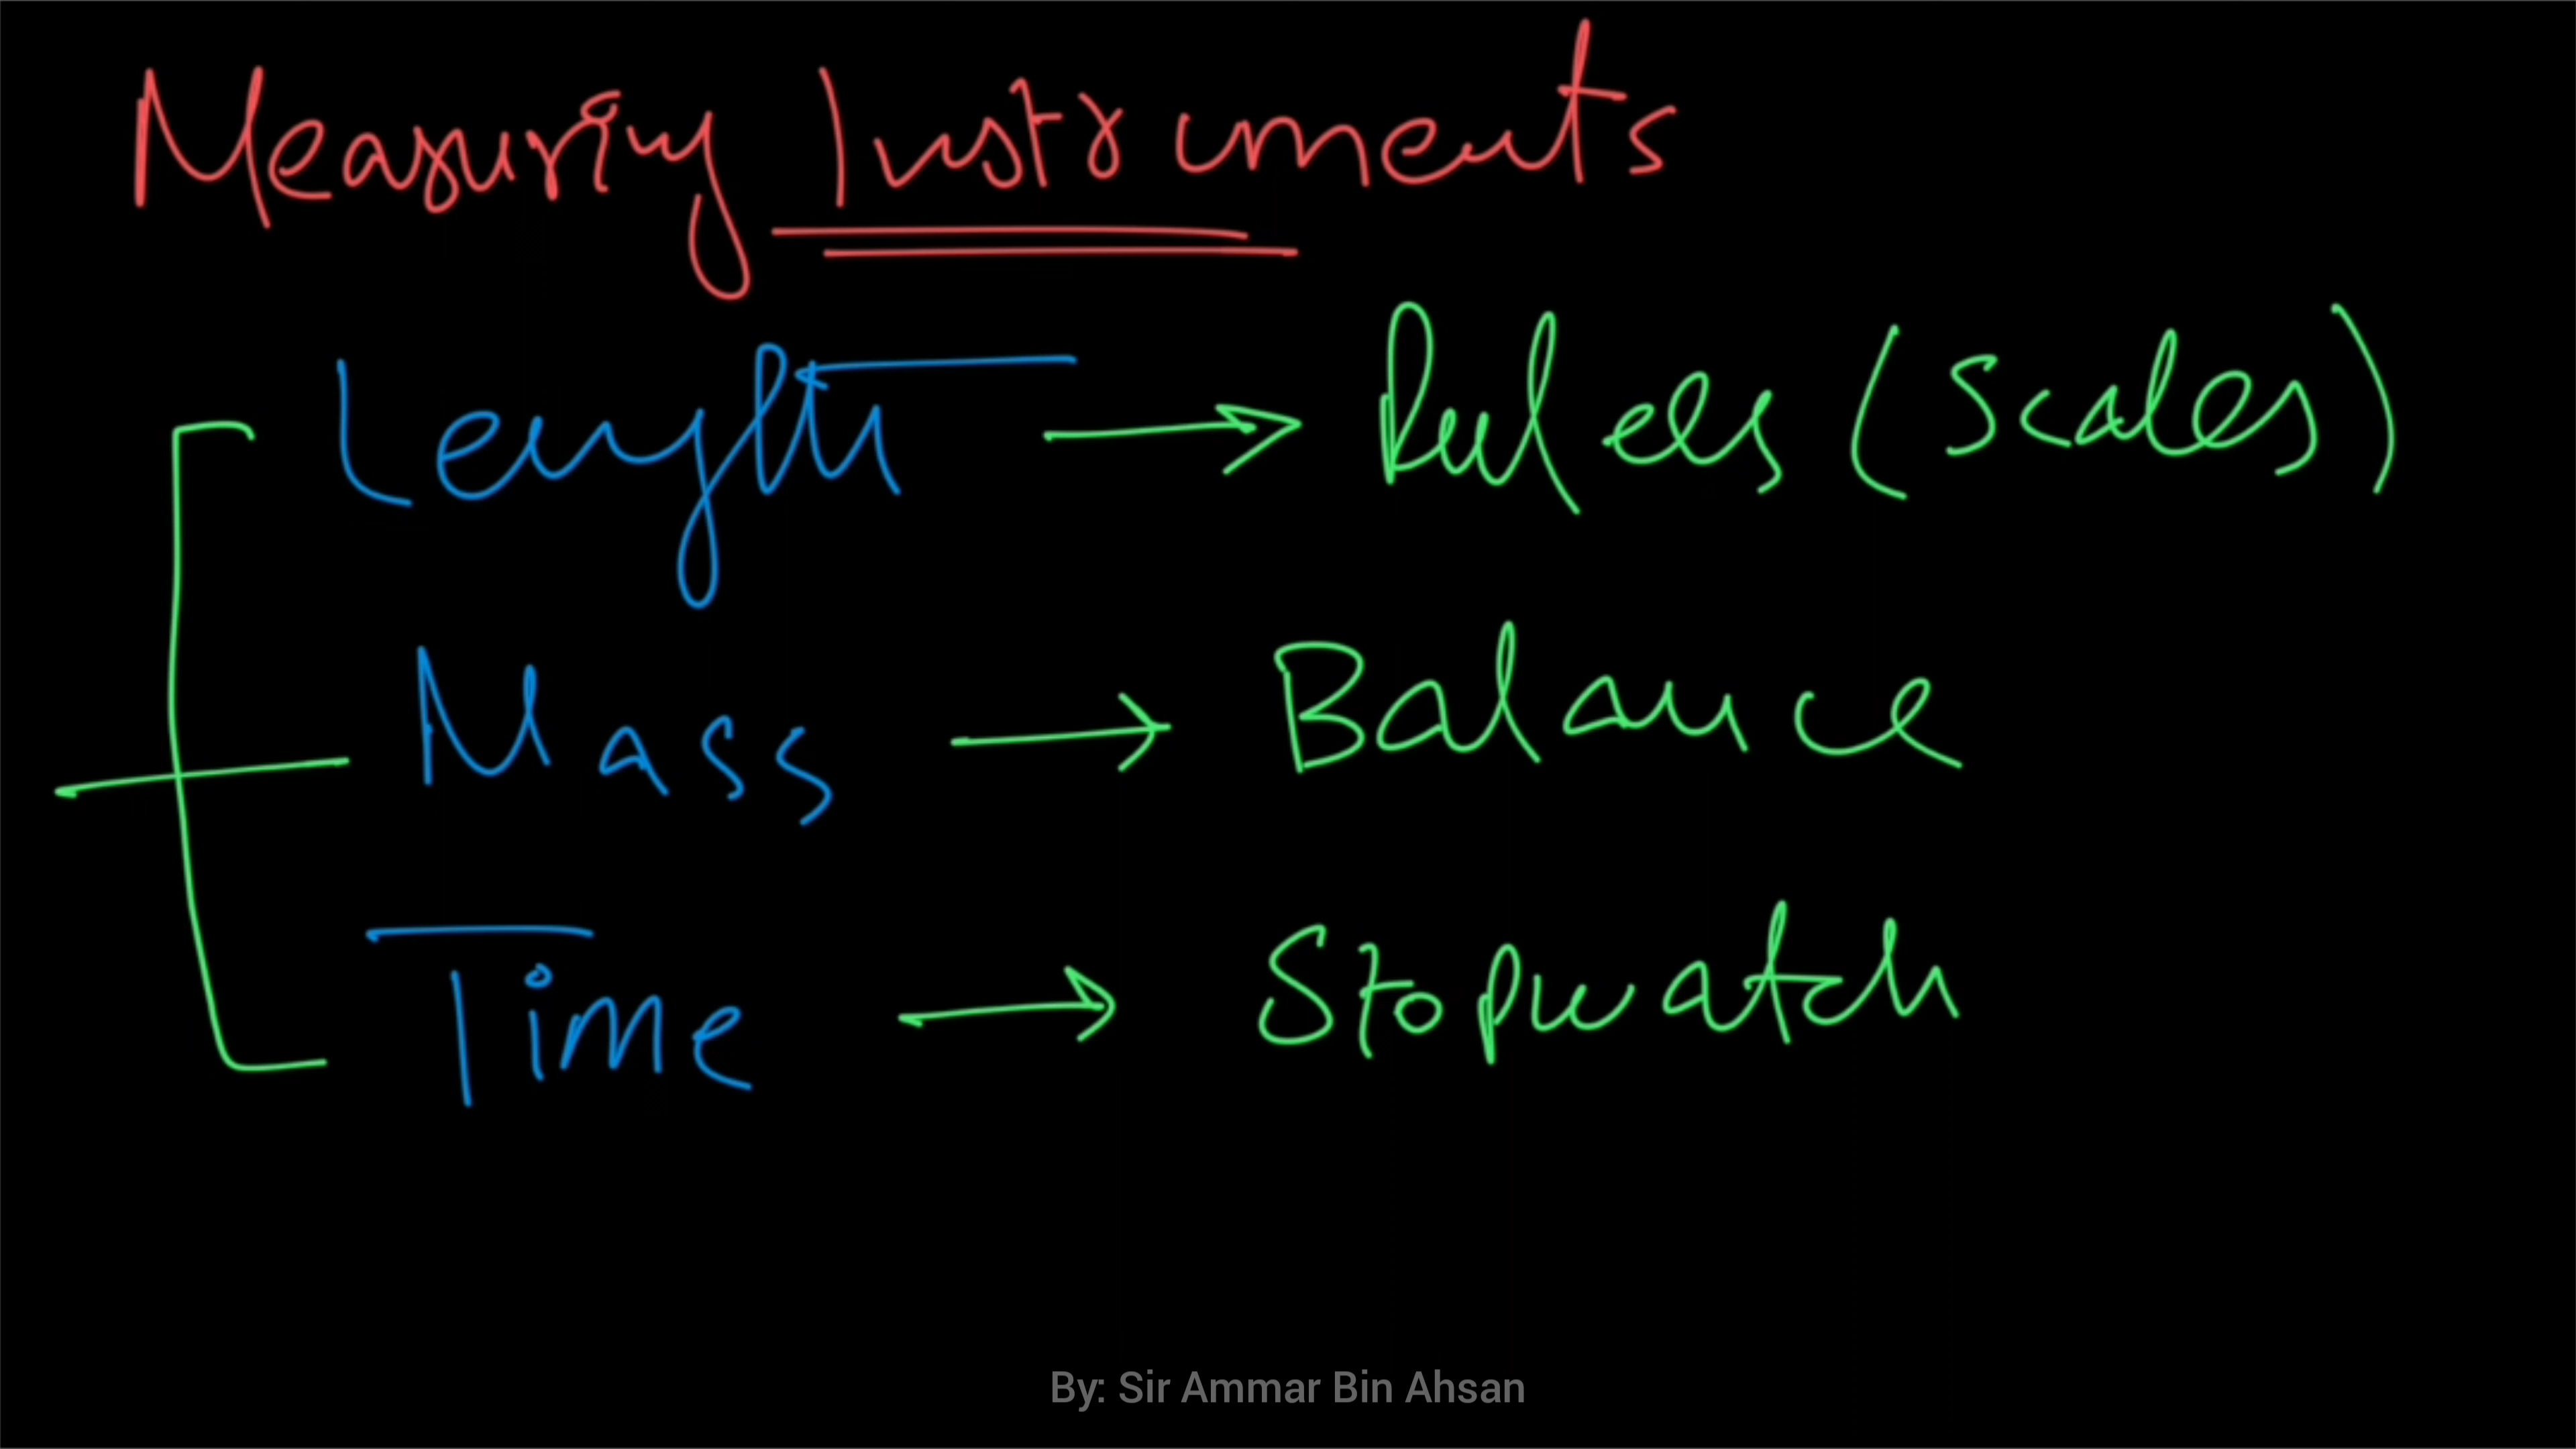 Measuring Instruments
Length → Rulers (Scales)
Mass → Balance
Time → Stopwatch
By: Sir Ammar Bin Ahsan